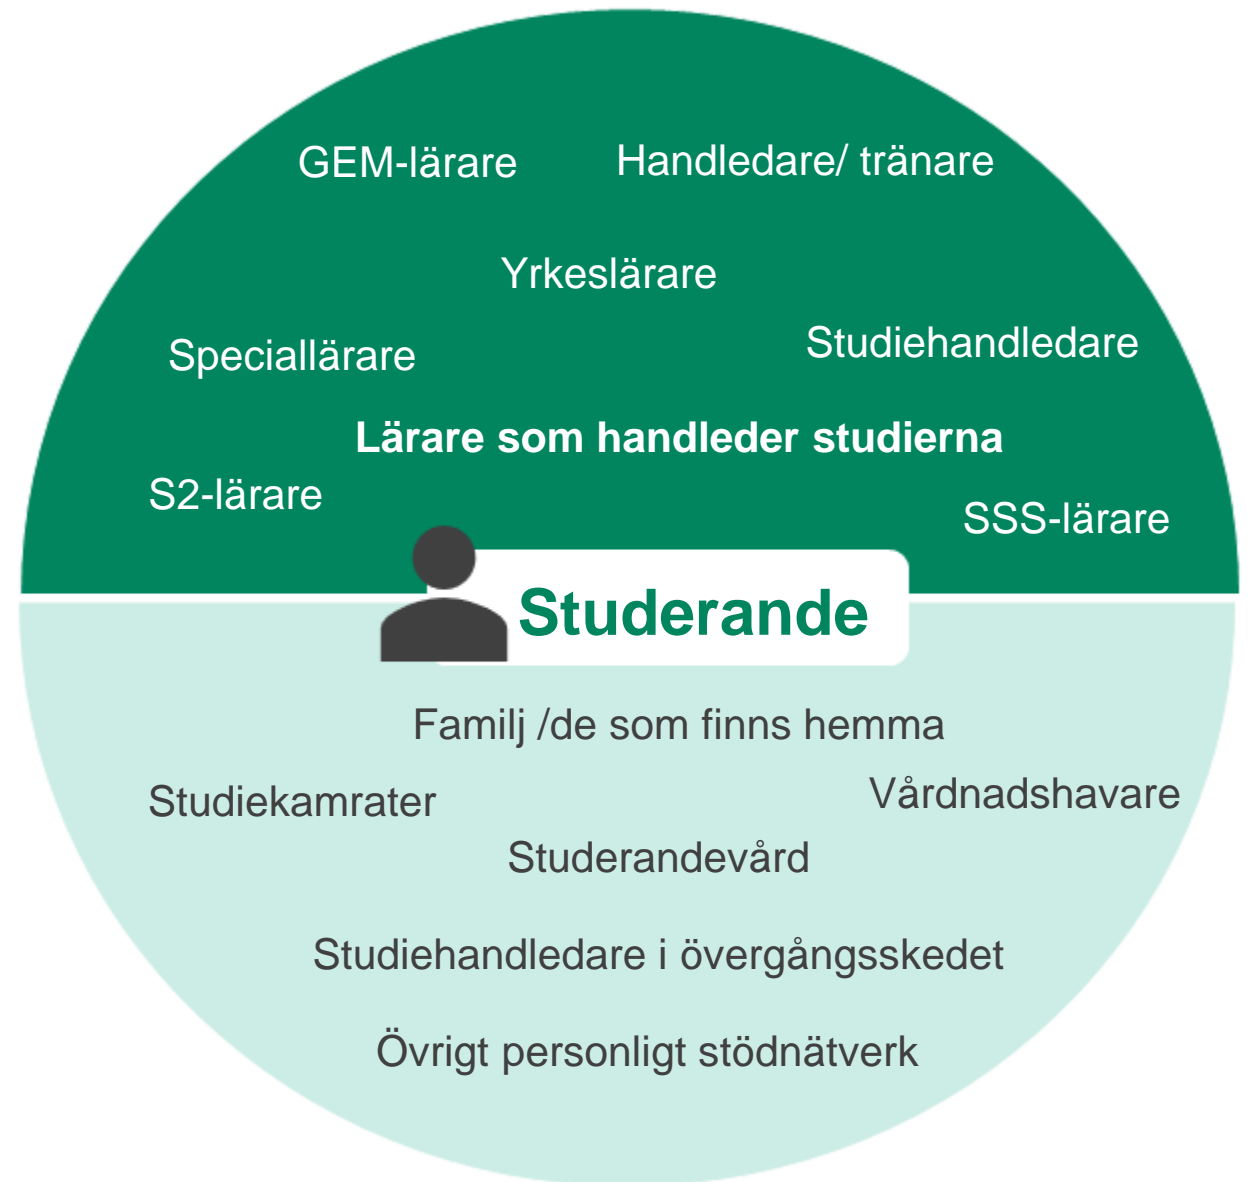 GEM-lärare
Handledare/ tränare
Yrkeslärare
Speciallärare
Studiehandledare
Lärare som handleder studierna
S2-lärare
SSS-lärare
Studerande
Familj /de som finns hemma
Studiekamrater
Vårdnadshavare
Studerandevård
Studiehandledare i övergångsskedet
Övrigt personligt stödnätverk